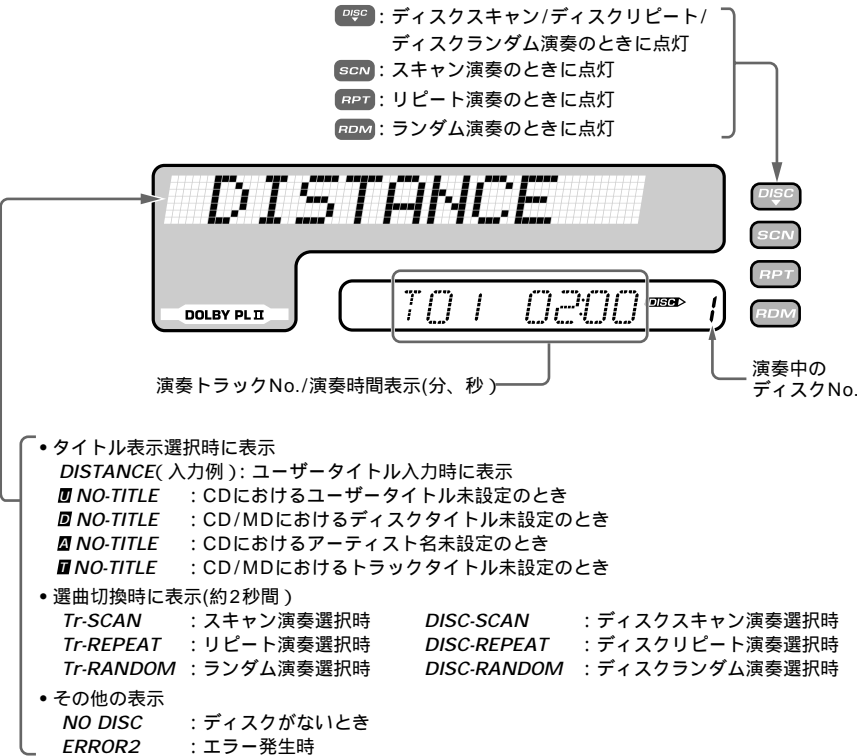 DISC : ディスクスキャン/ディスクリピート/
ディスクランダム演奏のときに点灯
SCN : スキャン演奏のときに点灯
RPT : リピート演奏のときに点灯
RDM : ランダム演奏のときに点灯
DISTANCE
DISC
SCN
RPT
RDM
DOLBY PL II
T01 02:00 DISC 1
演奏トラックNo./演奏時間表示(分、秒)
演奏中の
ディスクNo.
•タイトル表示選択時に表示
DISTANCE(入力例): ユーザータイトル入力時に表示
U NO-TITLE : CDにおけるユーザータイトル未設定のとき
D NO-TITLE : CD/MDにおけるディスクタイトル未設定のとき
A NO-TITLE : CDにおけるアーティスト名未設定のとき
T NO-TITLE : CD/MDにおけるトラックタイトル未設定のとき
•選曲切換時に表示(約2秒間)
Tr-SCAN : スキャン演奏選択時 DISC-SCAN : ディスクスキャン演奏選択時
Tr-REPEAT : リピート演奏選択時 DISC-REPEAT : ディスクリピート演奏選択時
Tr-RANDOM : ランダム演奏選択時 DISC-RANDOM : ディスクランダム演奏選択時
•その他の表示
NO DISC : ディスクがないとき
ERROR2 : エラー発生時